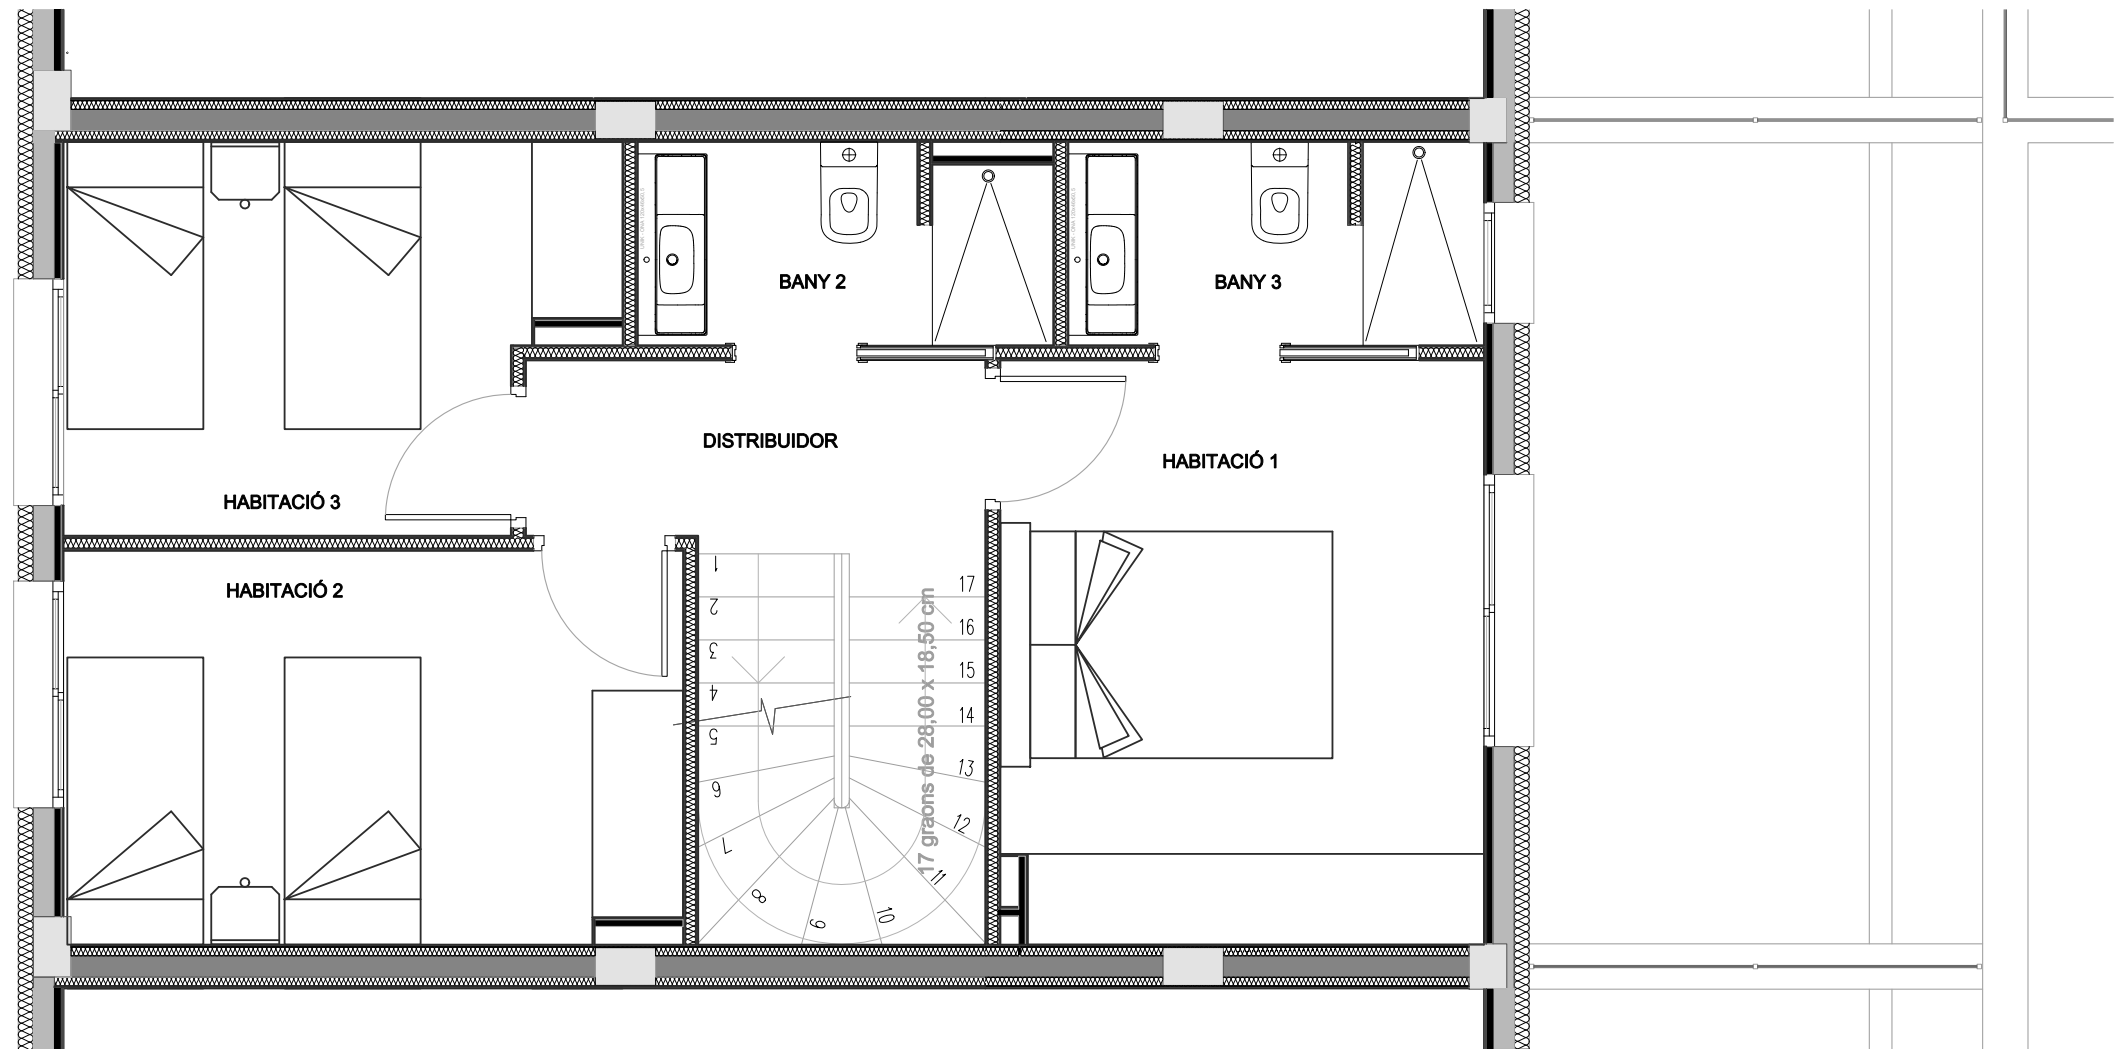 BANY 2
BANY 3
DISTRIBUIDOR
HABITACIÓ 1
HABITACIÓ 3
HABITACIÓ 2
1
2
3
4
5
6
7
8
9
10
11
12
13
14
15
16
17
17 graons de 28,00 x 18,50 cm